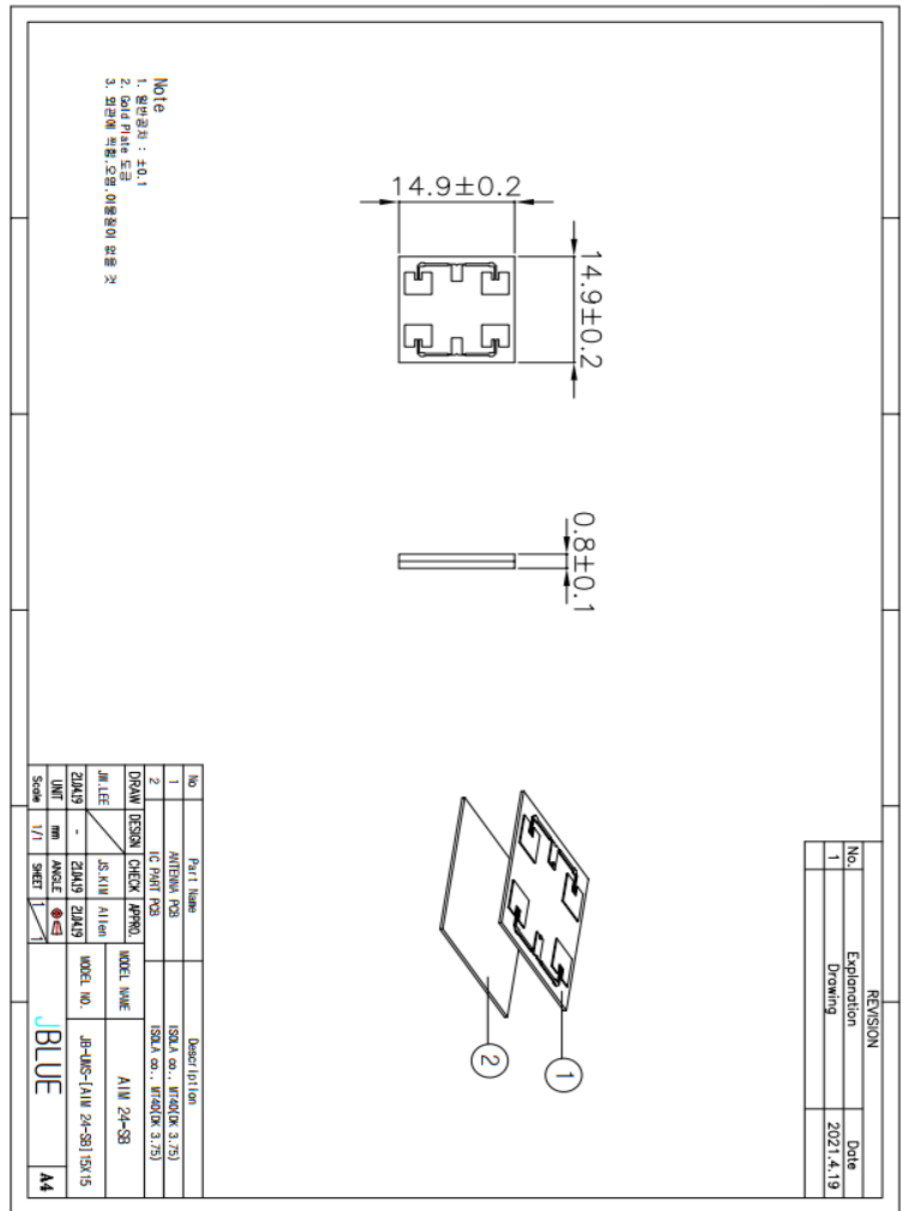 REVISION
No. Explanation Date
1 Drawing 2021.4.19
Note
1. 일반공차 : ±0.1
2. Gold Plate 도금
3. 외관에 찍힘,오염,이물질이 없을 것
14.9±0.2
14.9±0.2
0.8±0.1
1
2
No Part Name Description
1 ANTENNA PCB ISOLA co., MT40(DK 3.75)
2 IC PART PCB ISOLA co., MT40(DK 3.75)
DRAW DESIGN CHECK APPRO. MODEL NAME AIM 24-SB
JW.LEE JS.KIM Allen
21.04.19 - 21.04.19 21.04.19 MODEL NO. JB-UMS-[AIM 24-SB]15X15
UNIT mm ANGLE
Scale 1/1 SHEET 1/1
JBLUE
A4